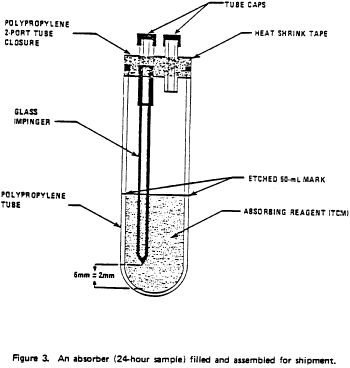 TUBE CAPS
POLYPROPYLENE
2-PORT TUBE
CLOSURE
HEAT SHRINK TAPE
GLASS
IMPINGER
ETCHED 50-mL MARK
POLYPROPYLENE
TUBE
ABSORBING REAGENT (TCM)
6mm = 2mm
Figure 3. An absorber (24-hour sample) filled and assembled for shipment.